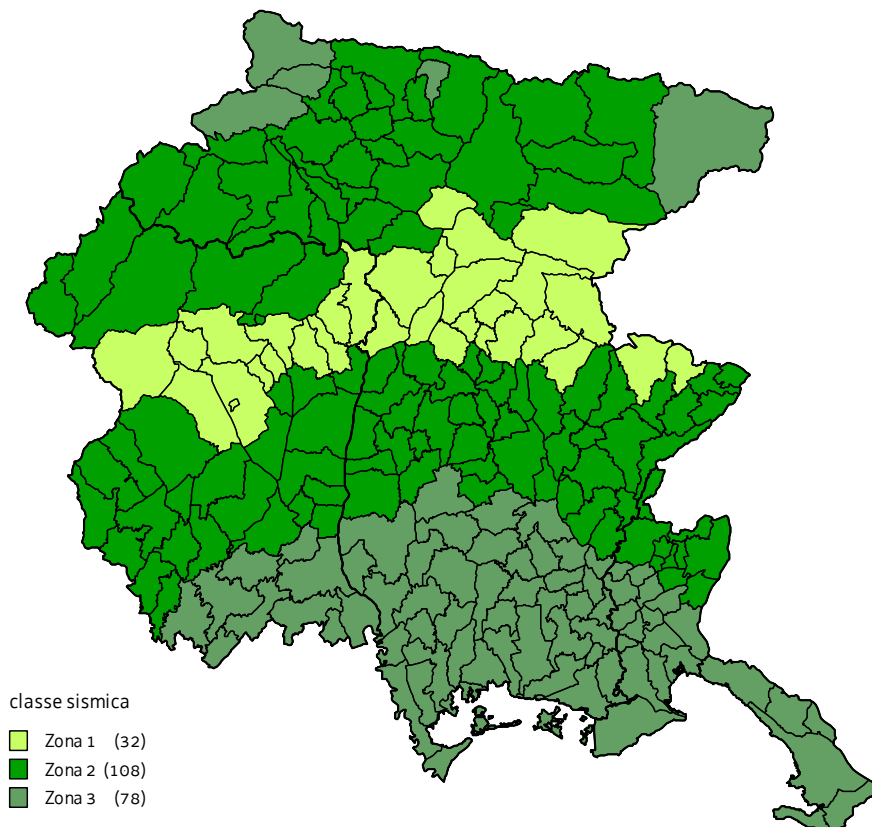 classe sismica
Zona 1 (32)
Zona 2 (108)
Zona 3 (78)